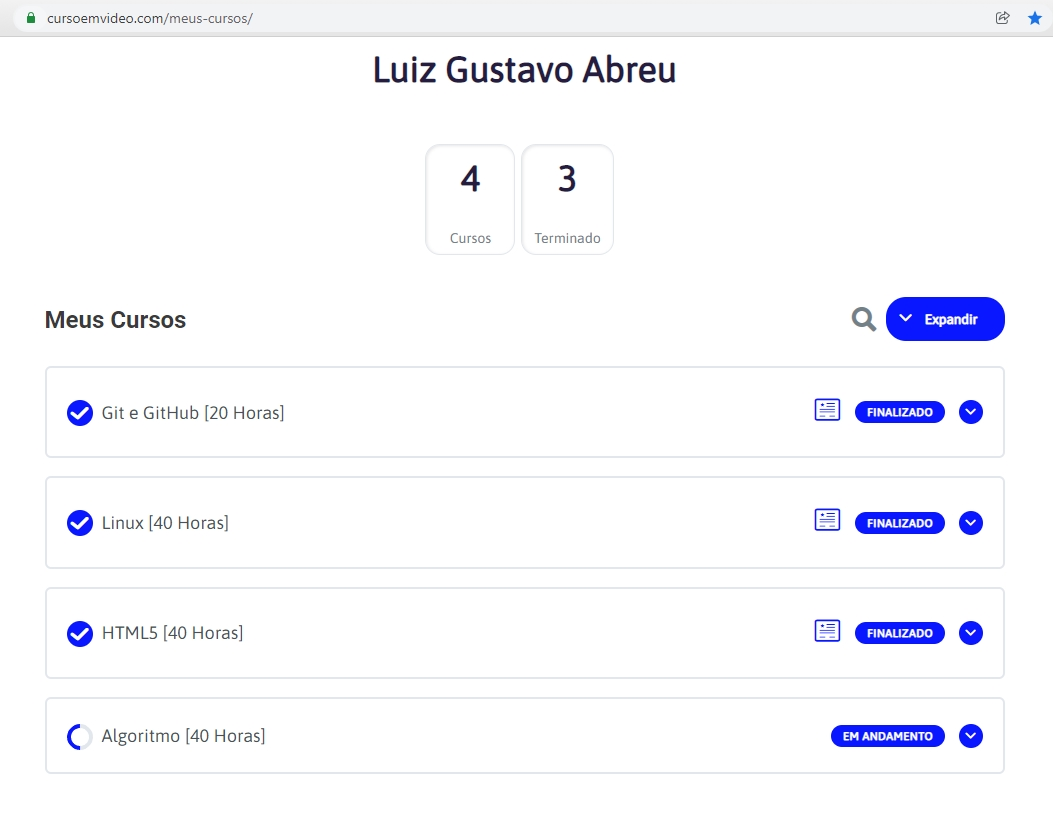 cursoemvideo.com/meus-cursos/
Luiz Gustavo Abreu
4
Cursos
3
Terminado
Meus Cursos
Expandir
Git e GitHub [20 Horas]
FINALIZADO
Linux [40 Horas]
FINALIZADO
HTML5 [40 Horas]
FINALIZADO
Algoritmo [40 Horas]
EM ANDAMENTO